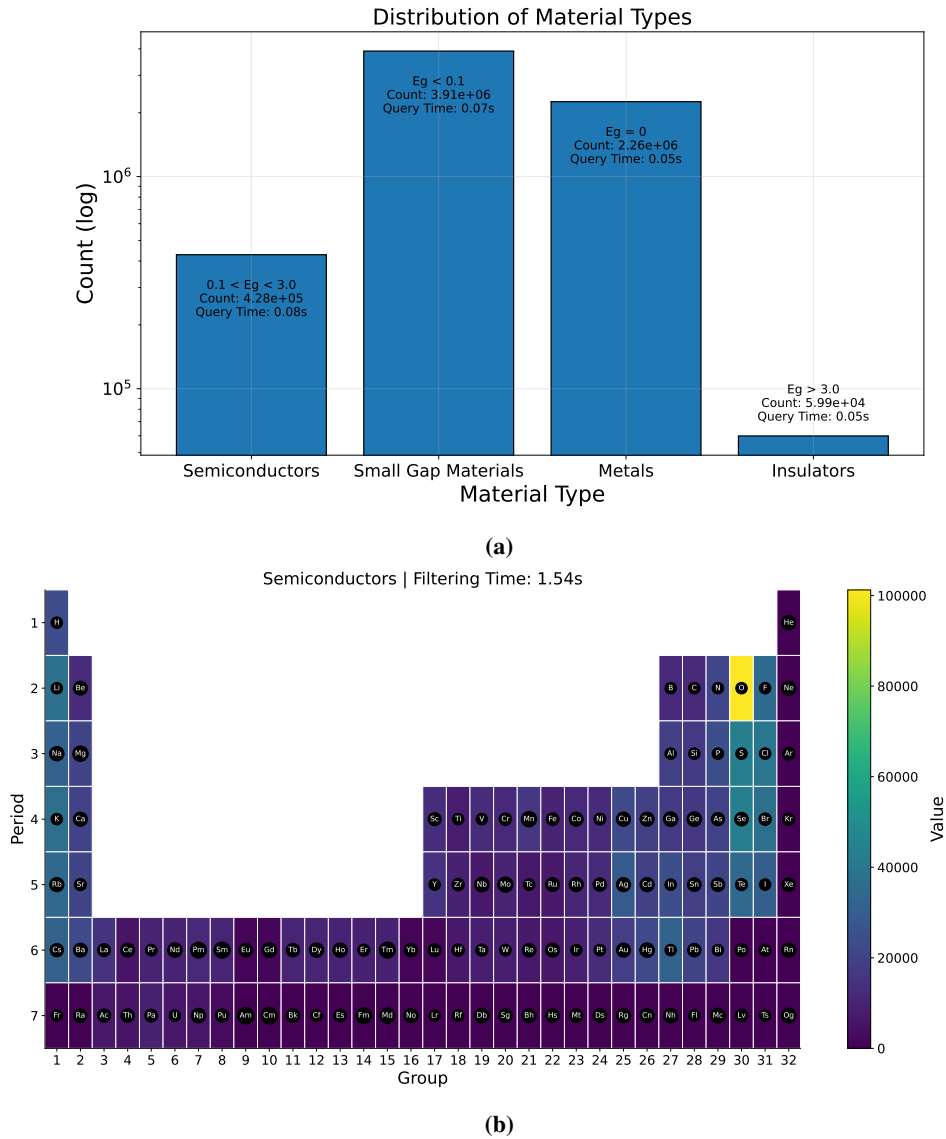 Distribution of Material Types
Count (log)
10^6
10^5
Eg < 0.1
Count: 3.91e+06
Query Time: 0.07s
Eg = 0
Count: 2.26e+06
Query Time: 0.05s
0.1 < Eg < 3.0
Count: 4.28e+05
Query Time: 0.08s
Eg > 3.0
Count: 5.99e+04
Query Time: 0.05s
Semiconductors Small Gap Materials Metals Insulators
Material Type
(a)
Semiconductors | Filtering Time: 1.54s
Period
1 H He
2 Li Be B C N O F Ne
3 Na Mg Al Si P S Cl Ar
4 K Ca Sc Ti V Cr Mn Fe Co Ni Cu Zn Ga Ge As Se Br Kr
5 Rb Sr Y Zr Nb Mo Tc Ru Rh Pd Ag Cd In Sn Sb Te I Xe
6 Cs Ba La Ce Pr Nd Pm Sm Eu Gd Tb Dy Ho Er Tm Yb Lu Hf Ta W Re Os Ir Pt Au Hg Tl Pb Bi Po At Rn
7 Fr Ra Ac Th Pa U Np Pu Am Cm Bk Cf Es Fm Md No Lr Rf Db Sg Bh Hs Mt Ds Rg Cn Nh Fl Mc Lv Ts Og
1 2 3 4 5 6 7 8 9 10 11 12 13 14 15 16 17 18 19 20 21 22 23 24 25 26 27 28 29 30 31 32
Group
100000
80000
60000
40000
20000
0
Value
(b)